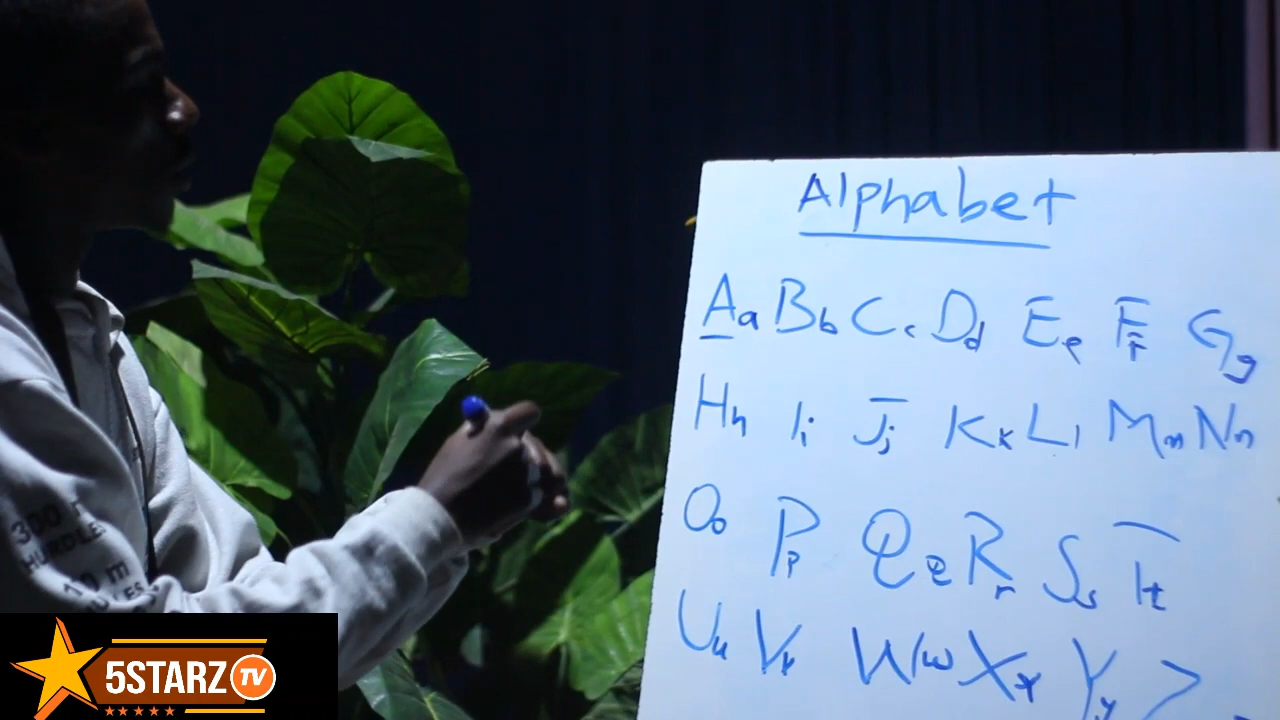 Alphabet
Aa Bb Cc Dd Ee Ff Gg
Hh Ii Jj Kk Ll Mm Nn
Oo Pp Qq Rr Ss Tt
Uu Vv Ww Xx Yy
HURDLE
5STARZ TV